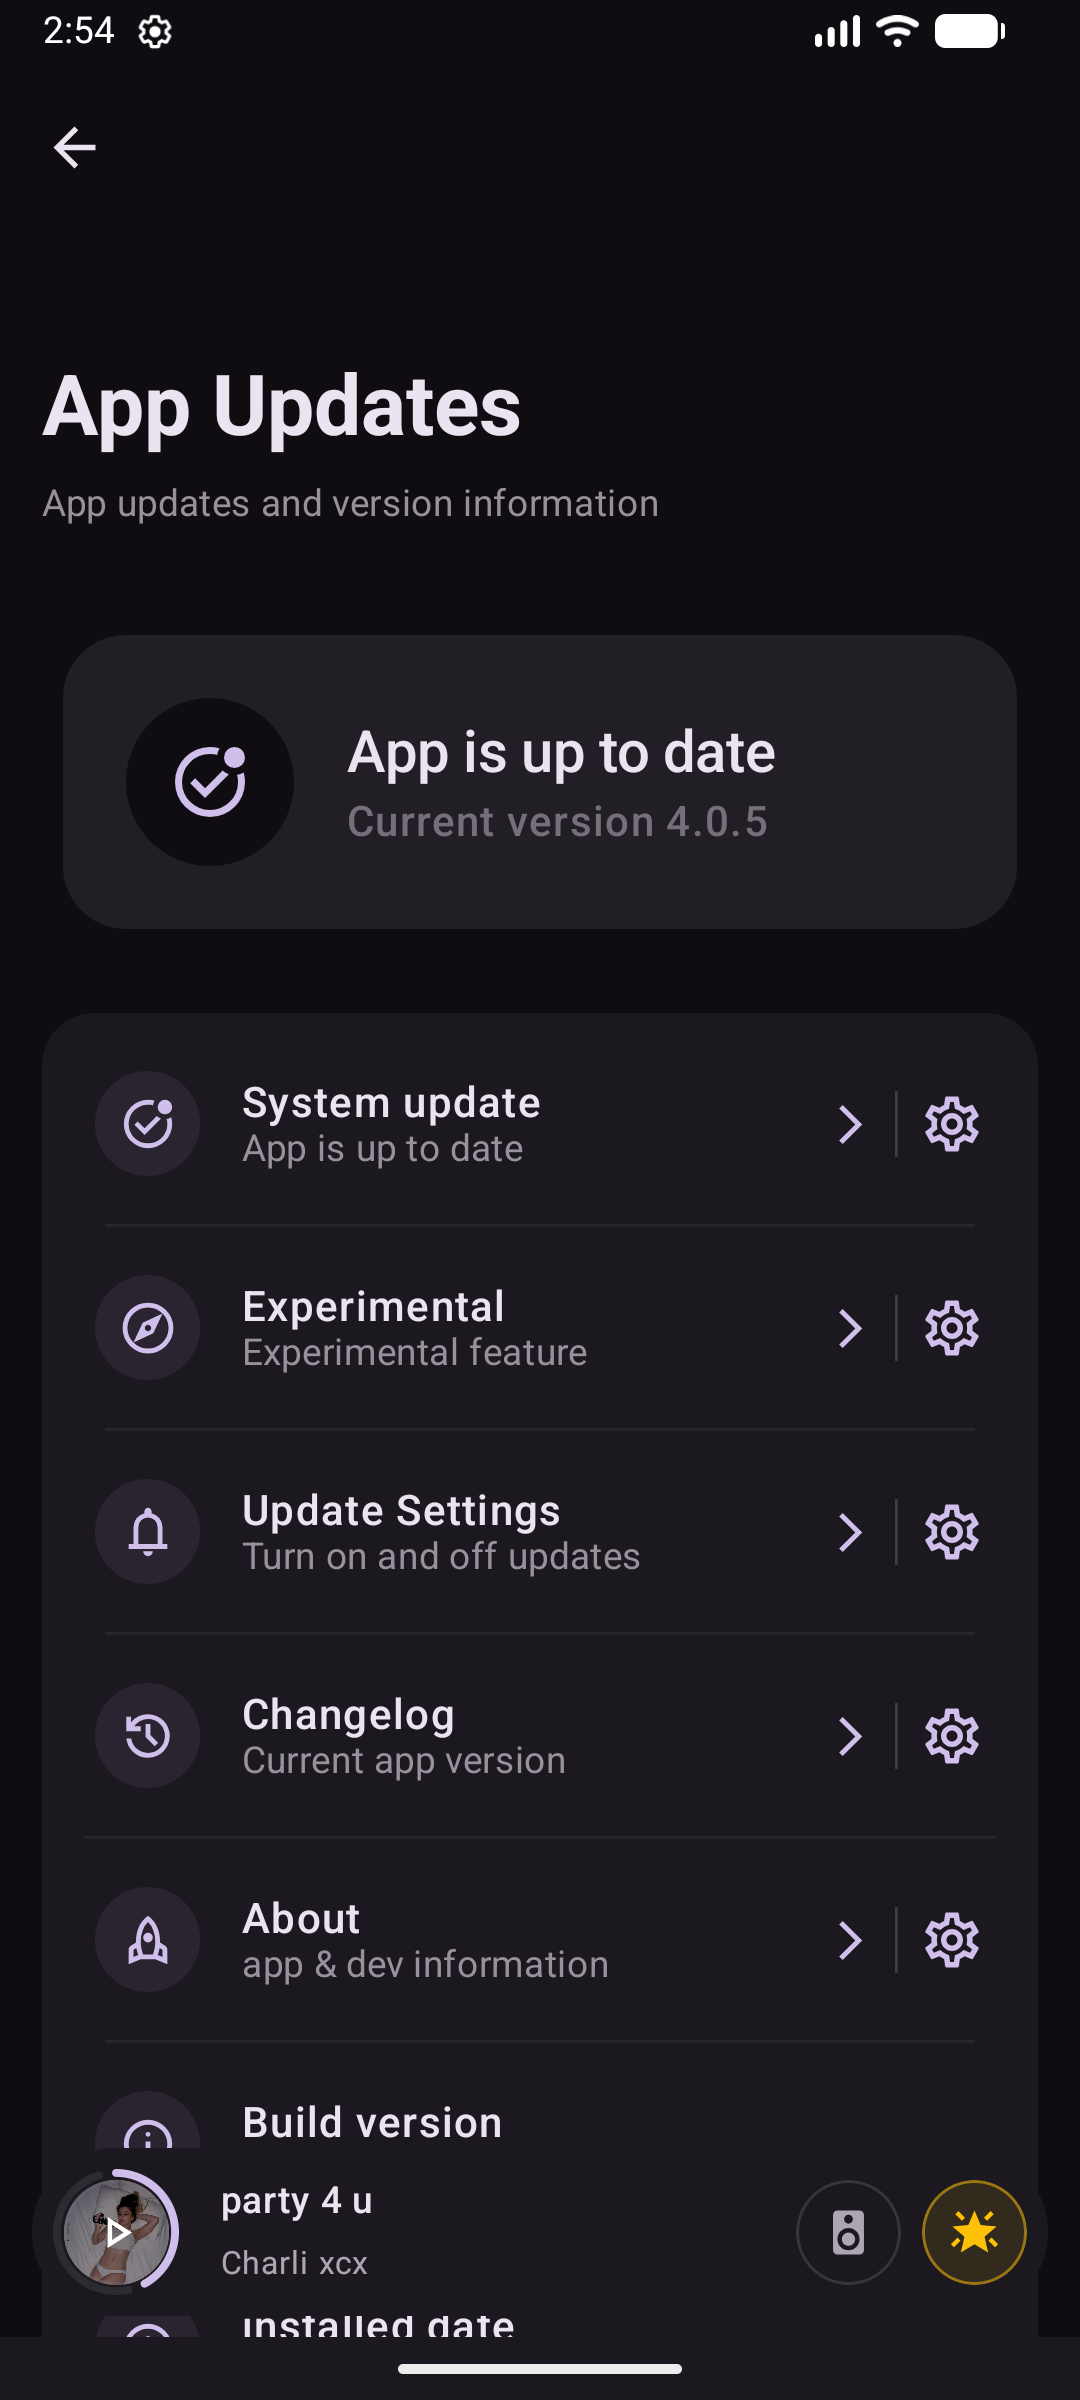 2:54
App Updates
App updates and version information
App is up to date
Current version 4.0.5
System update
App is up to date
Experimental
Experimental feature
Update Settings
Turn on and off updates
Changelog
Current app version
About
app & dev information
Build version
party 4 u
Charli xcx
Installed date